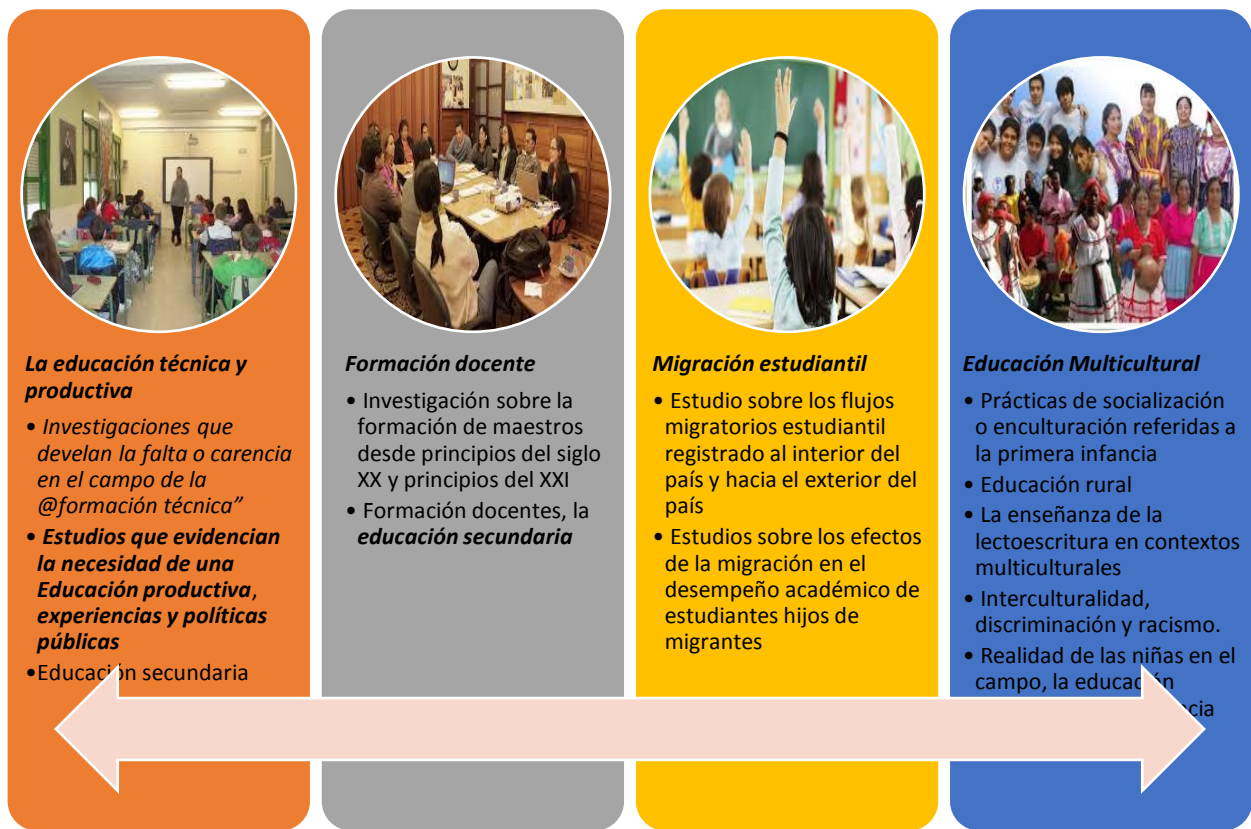 La educación técnica y
productiva
• Investigaciones que
develan la falta o carencia
en el campo de la
@formación técnica”
• Estudios que evidencian
la necesidad de una
Educación productiva,
experiencias y políticas
públicas
•Educación secundaria
Formación docente
• Investigación sobre la
formación de maestros
desde principios del siglo
XX y principios del XXI
• Formación docentes, la
educación secundaria
Migración estudiantil
• Estudio sobre los flujos
migratorios estudiantil
registrado al interior del
país y hacia el exterior del
país
• Estudios sobre los efectos
de la migración en el
desempeño académico de
estudiantes hijos de
migrantes
Educación Multicultural
• Prácticas de socialización
o enculturación referidas a
la primera infancia
• Educación rural
• La enseñanza de la
lectoescritura en contextos
multiculturales
• Interculturalidad,
discriminación y racismo.
• Realidad de las niñas en el
campo, la educación